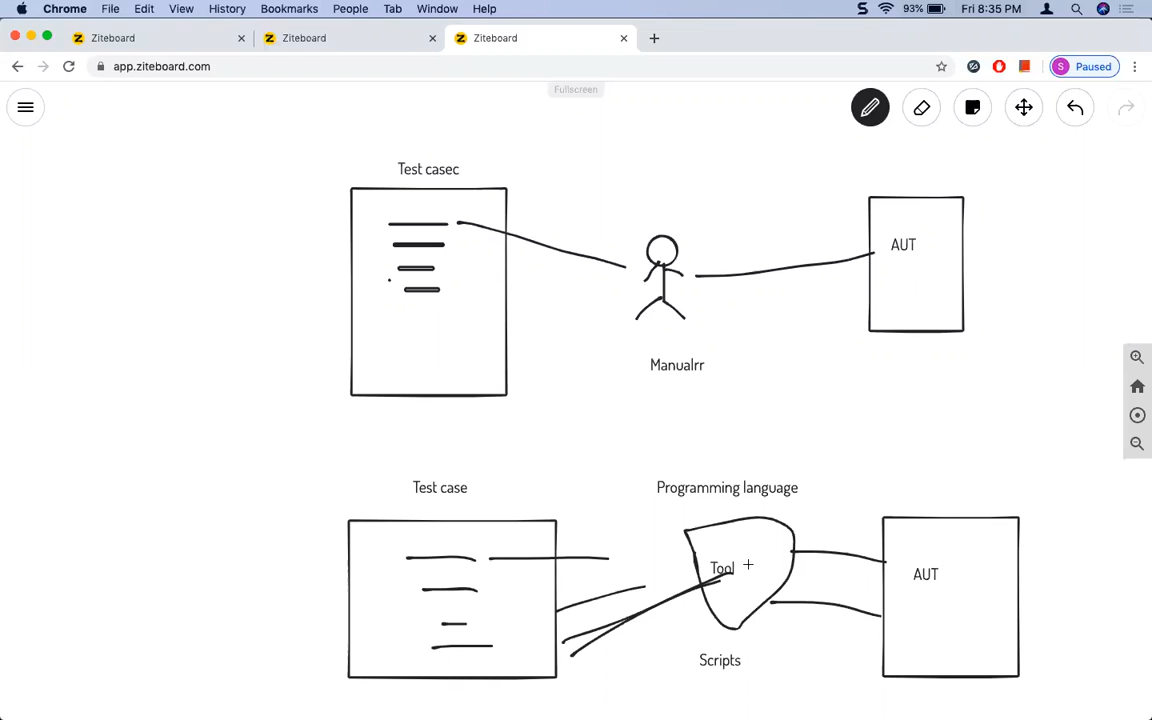 Chrome File Edit View History Bookmarks People Tab Window Help S 93% Fri 8:35 PM
Ziteboard Ziteboard Ziteboard
app.ziteboard.com S Paused
Fullscreen
Test casec
AUT
Manualrr
Test case Programming language
Tool
AUT
Scripts